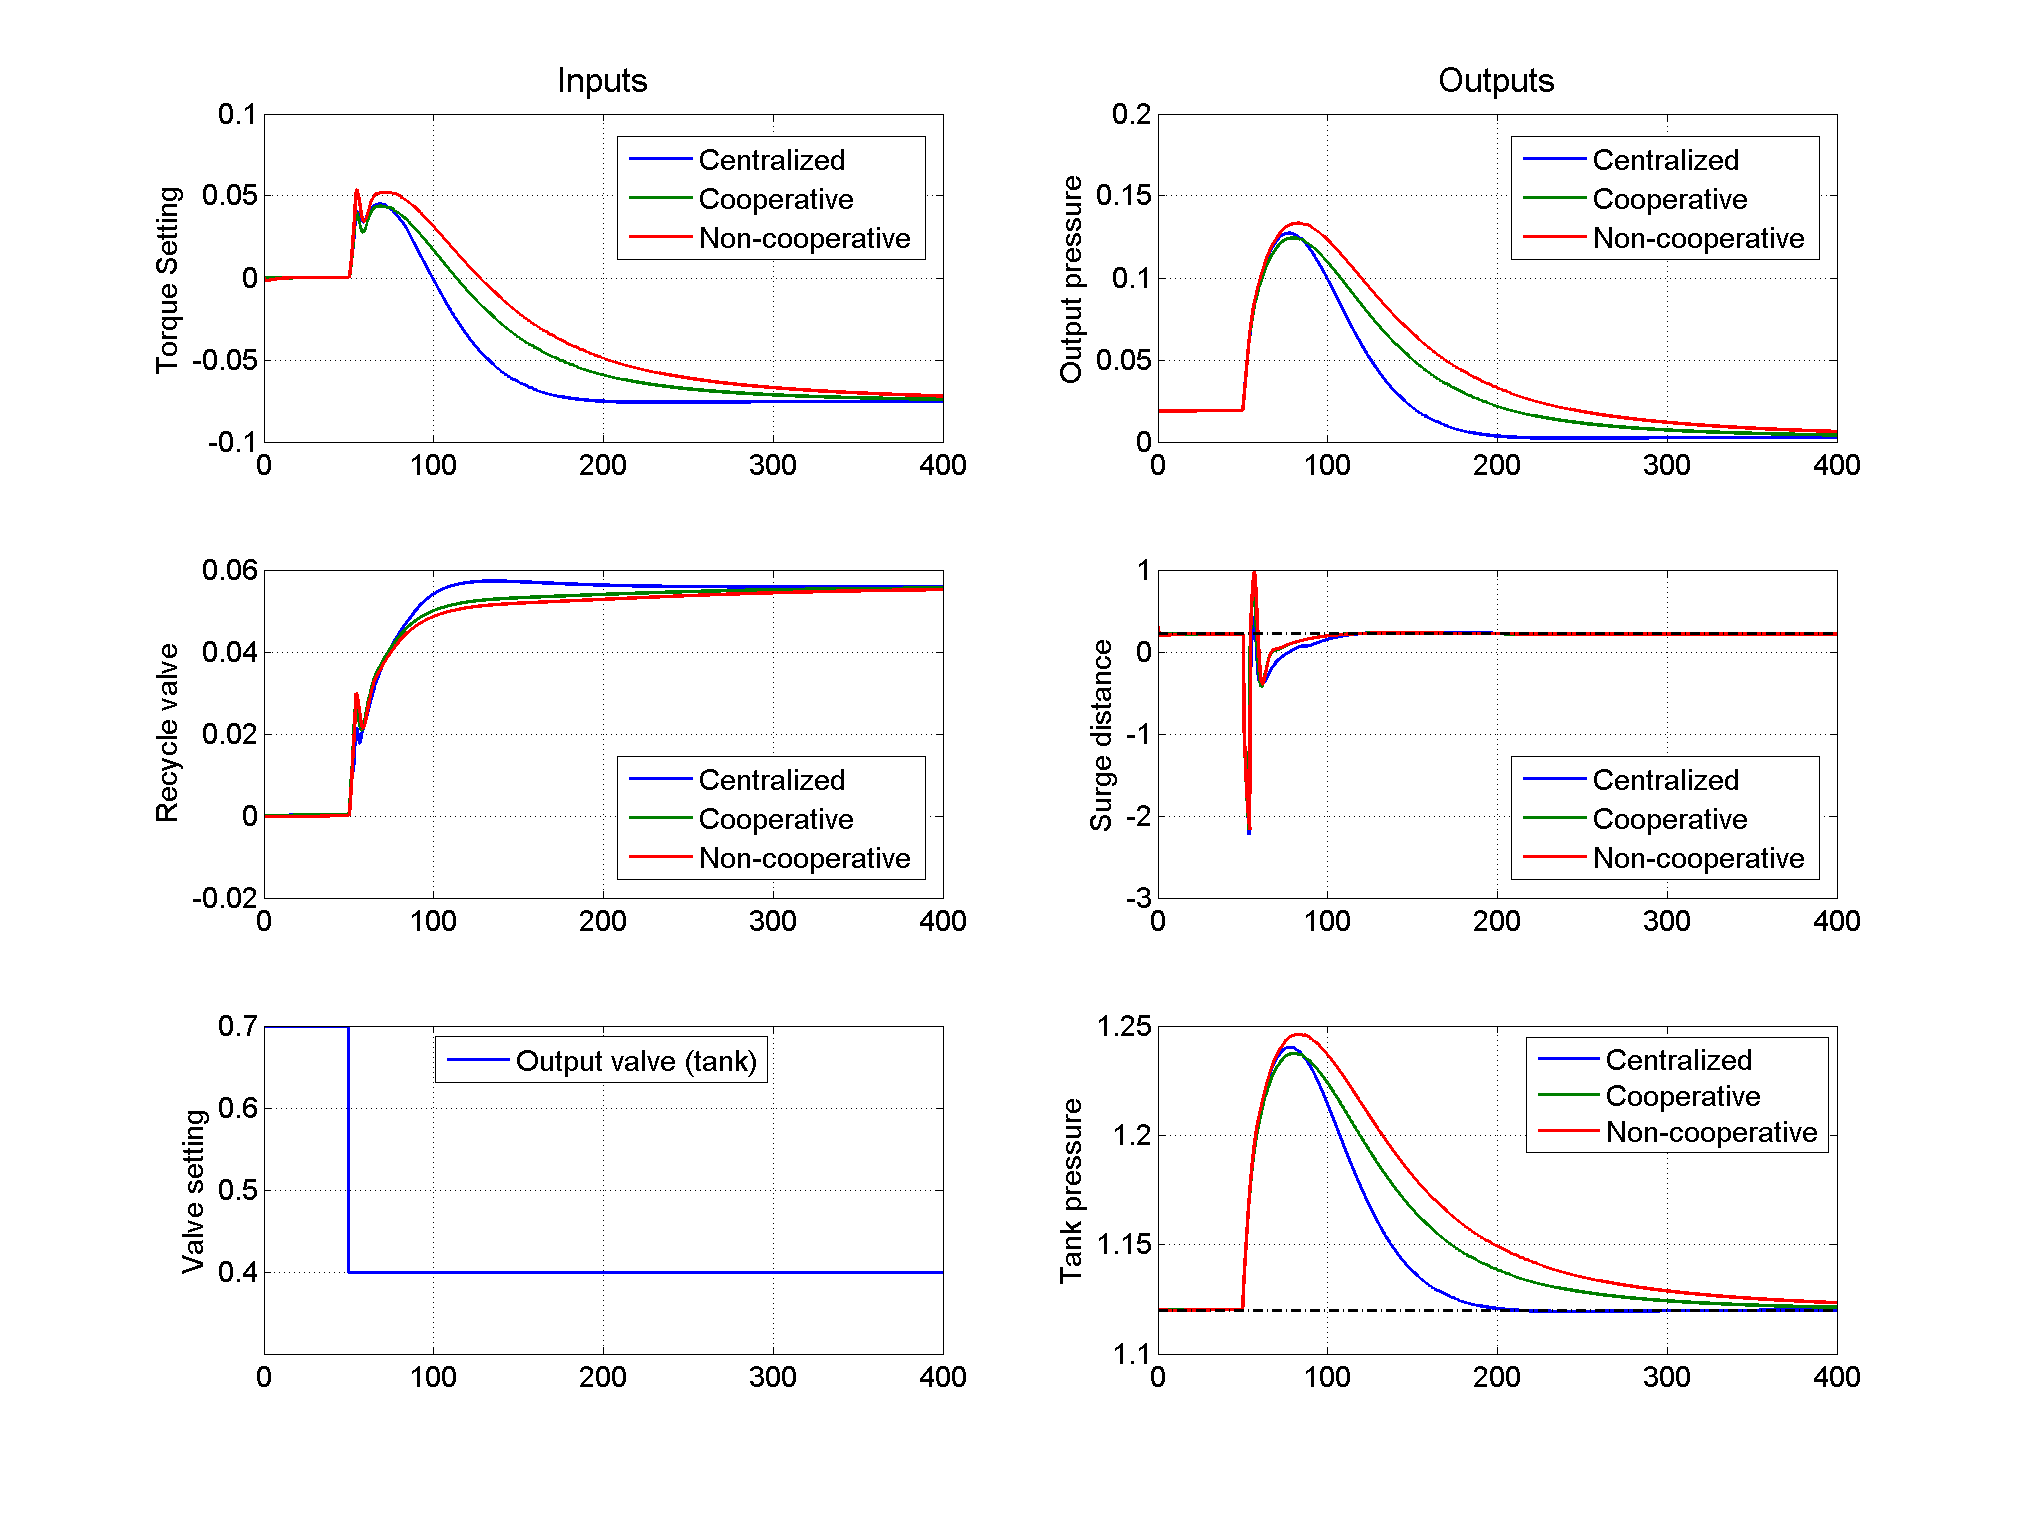 Inputs
0.1
0.05
0
-0.05
-0.1
Torque Setting
Centralized
Cooperative
Non-cooperative
0 100 200 300 400
Outputs
0.2
0.15
0.1
0.05
0
Output pressure
Centralized
Cooperative
Non-cooperative
0 100 200 300 400
0.06
0.04
0.02
0
-0.02
Recycle valve
Centralized
Cooperative
Non-cooperative
0 100 200 300 400
1
0
-1
-2
-3
Surge distance
Centralized
Cooperative
Non-cooperative
0 100 200 300 400
0.7
0.6
0.5
0.4
Valve setting
Output valve (tank)
0 100 200 300 400
1.25
1.2
1.15
1.1
Tank pressure
Centralized
Cooperative
Non-cooperative
0 100 200 300 400